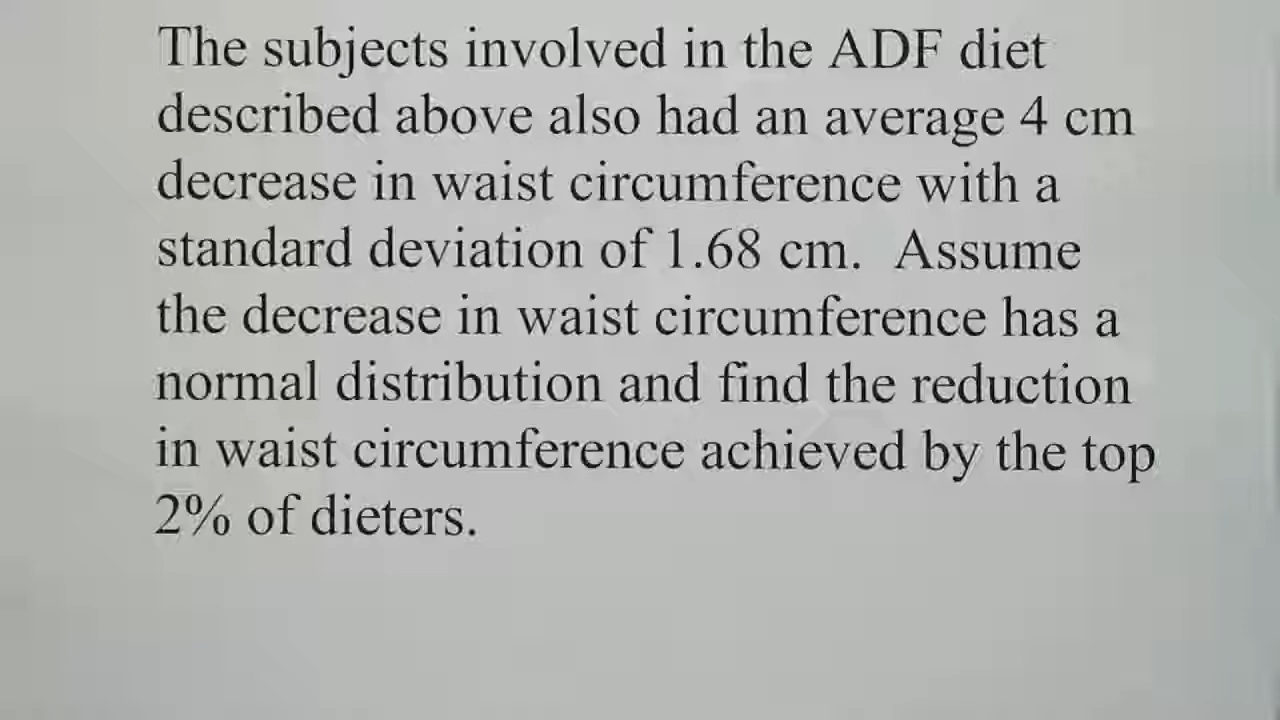 The subjects involved in the ADF diet
described above also had an average 4 cm
decrease in waist circumference with a
standard deviation of 1.68 cm.  Assume
the decrease in waist circumference has a
normal distribution and find the reduction
in waist circumference achieved by the top
2% of dieters.